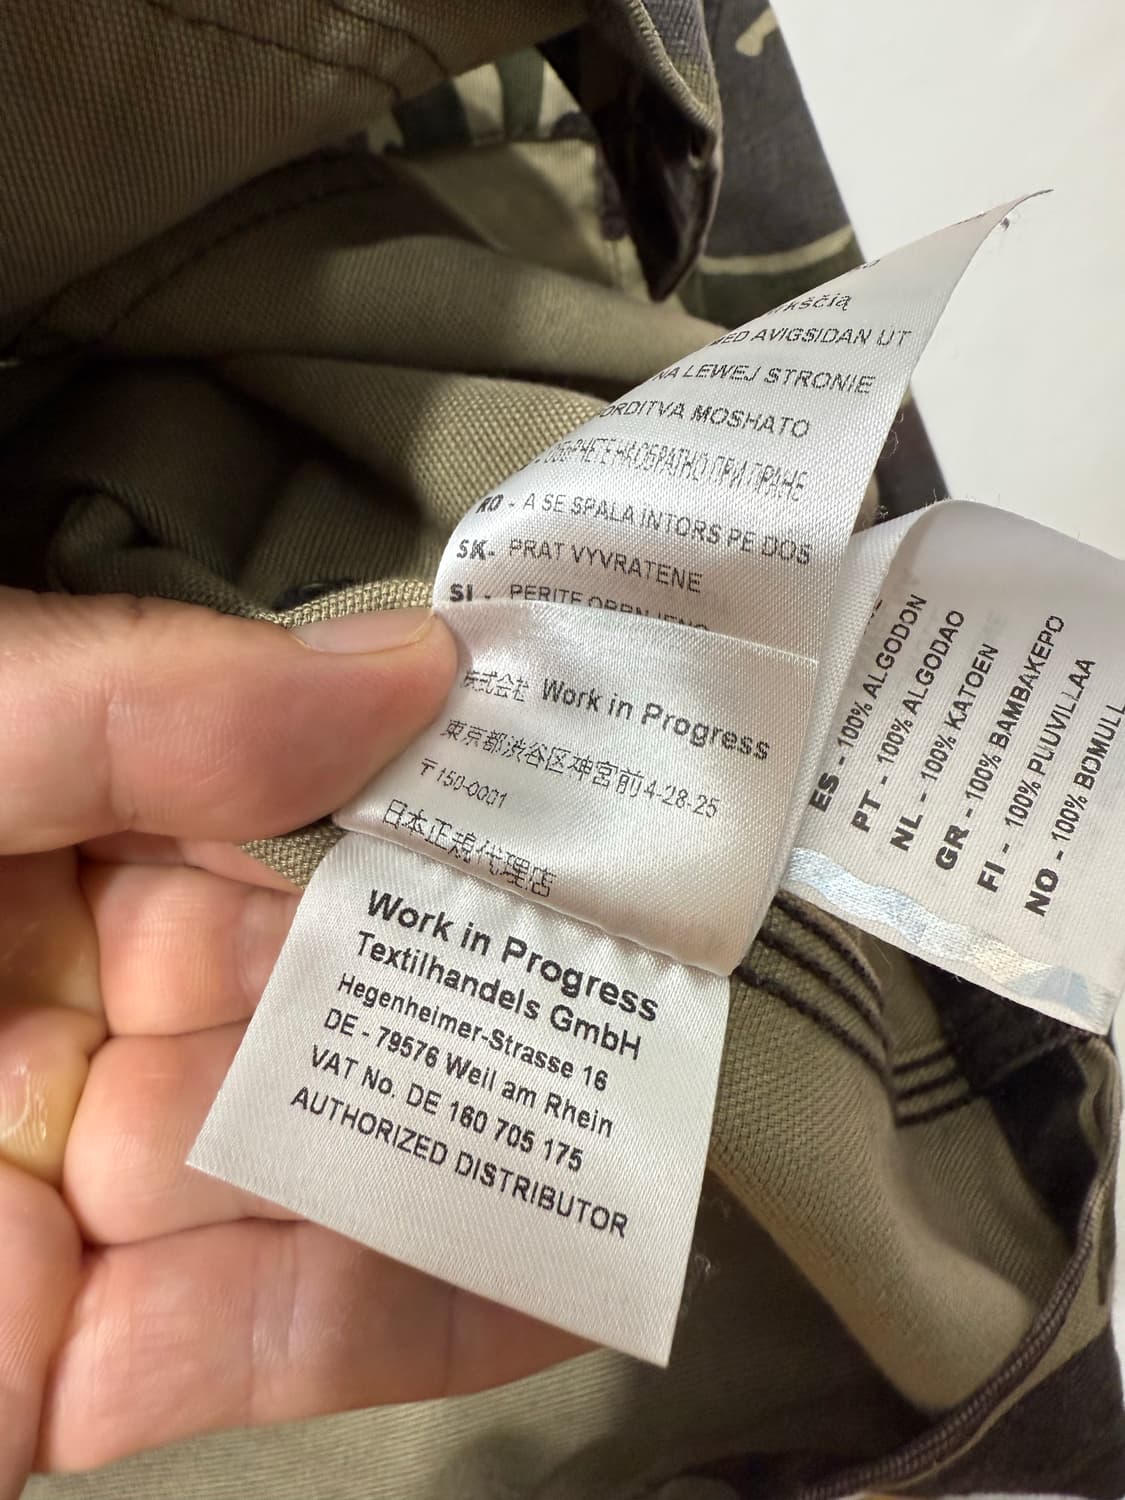 kščią
AVIGSIDAN UT
NA LEWEJ STRONIE
MOSHATO
RO - A SE SPALA INTORS PE DOS
SK- PRAT VYVRATENE
SI - PERITE
株式会社 Work in Progress
東京都渋谷区神宮前4-28-25
〒150-0001
日本正規代理店
Work in Progress
Textilhandels GmbH
Hegenheimer-Strasse 16
DE - 79576 Weil am Rhein
VAT No. DE 160 705 175
AUTHORIZED DISTRIBUTOR
ES - 100% ALGODON
PT - 100% ALGODAO
NL - 100% KATOEN
GR - 100% BAMBAKEPO
FI - 100% PUUVILLAA
NO - 100% BOMULL